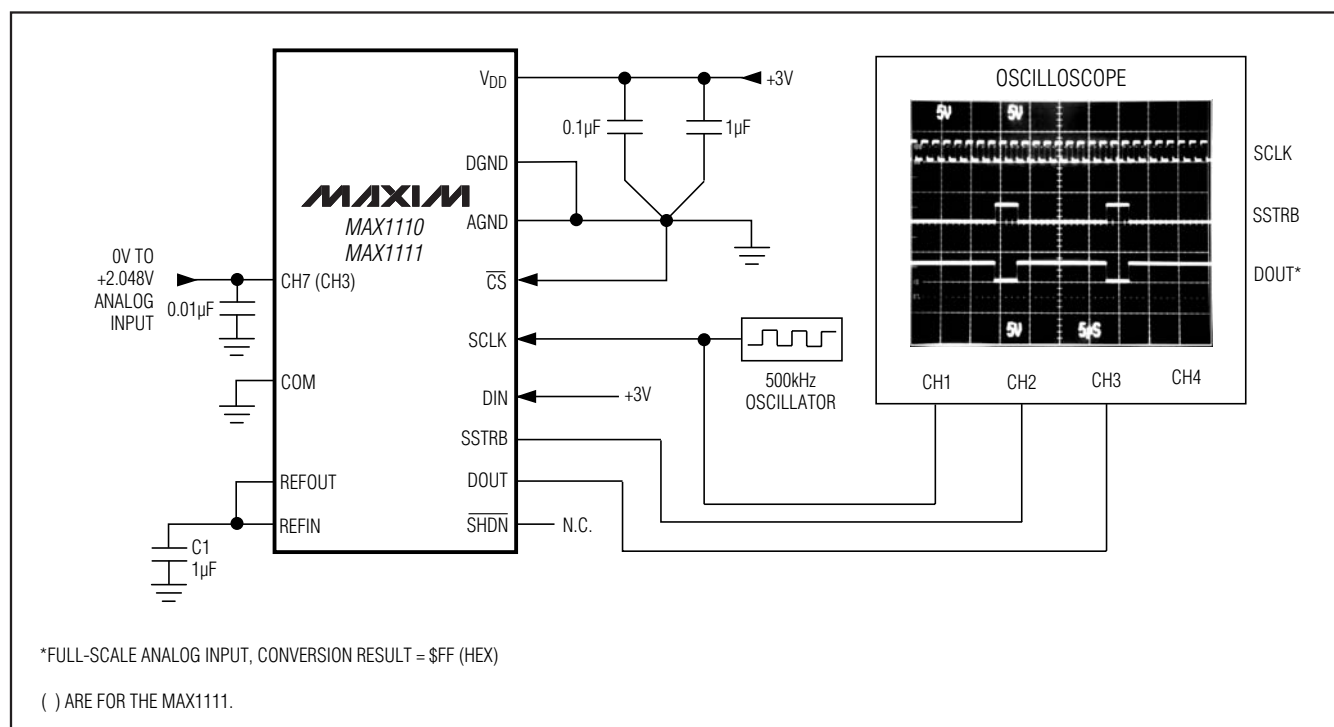 VDD
+3V
0.1µF
1µF
DGND
MAXIM
MAX1110
MAX1111
AGND
0V TO
+2.048V
ANALOG
INPUT
0.01µF
CH7 (CH3)
CS
SCLK
500kHz
OSCILLATOR
COM
DIN
+3V
SSTRB
REFOUT
DOUT
REFIN
SHDN
N.C.
C1
1µF
OSCILLOSCOPE
5V
5V
SCLK
SSTRB
DOUT*
5V
5µS
CH1
CH2
CH3
CH4
*FULL-SCALE ANALOG INPUT, CONVERSION RESULT = $FF (HEX)
( ) ARE FOR THE MAX1111.